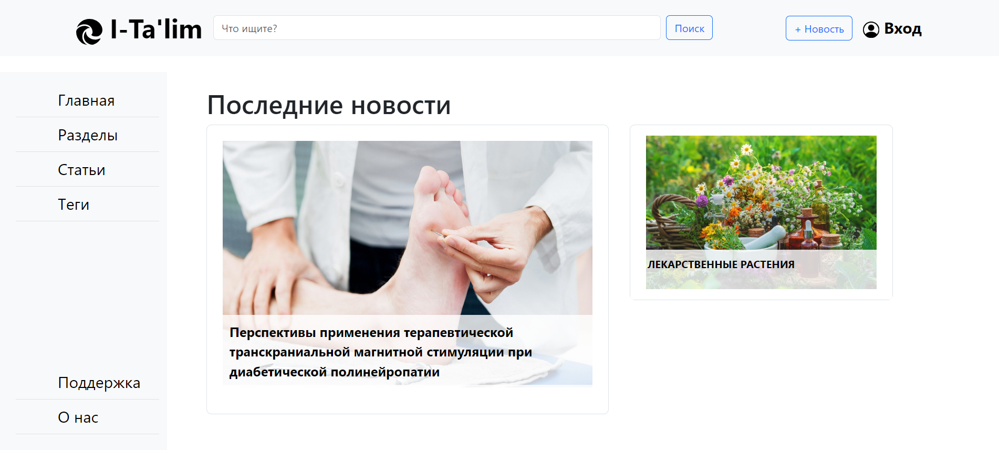 I-Ta'lim
Что ищите?
Поиск
+ Новость
Вход
Главная
Разделы
Статьи
Теги
Поддержка
О нас
Последние новости
Перспективы применения терапевтической
транскраниальной магнитной стимуляции при
диабетической полинейропатии
ЛЕКАРСТВЕННЫЕ РАСТЕНИЯ